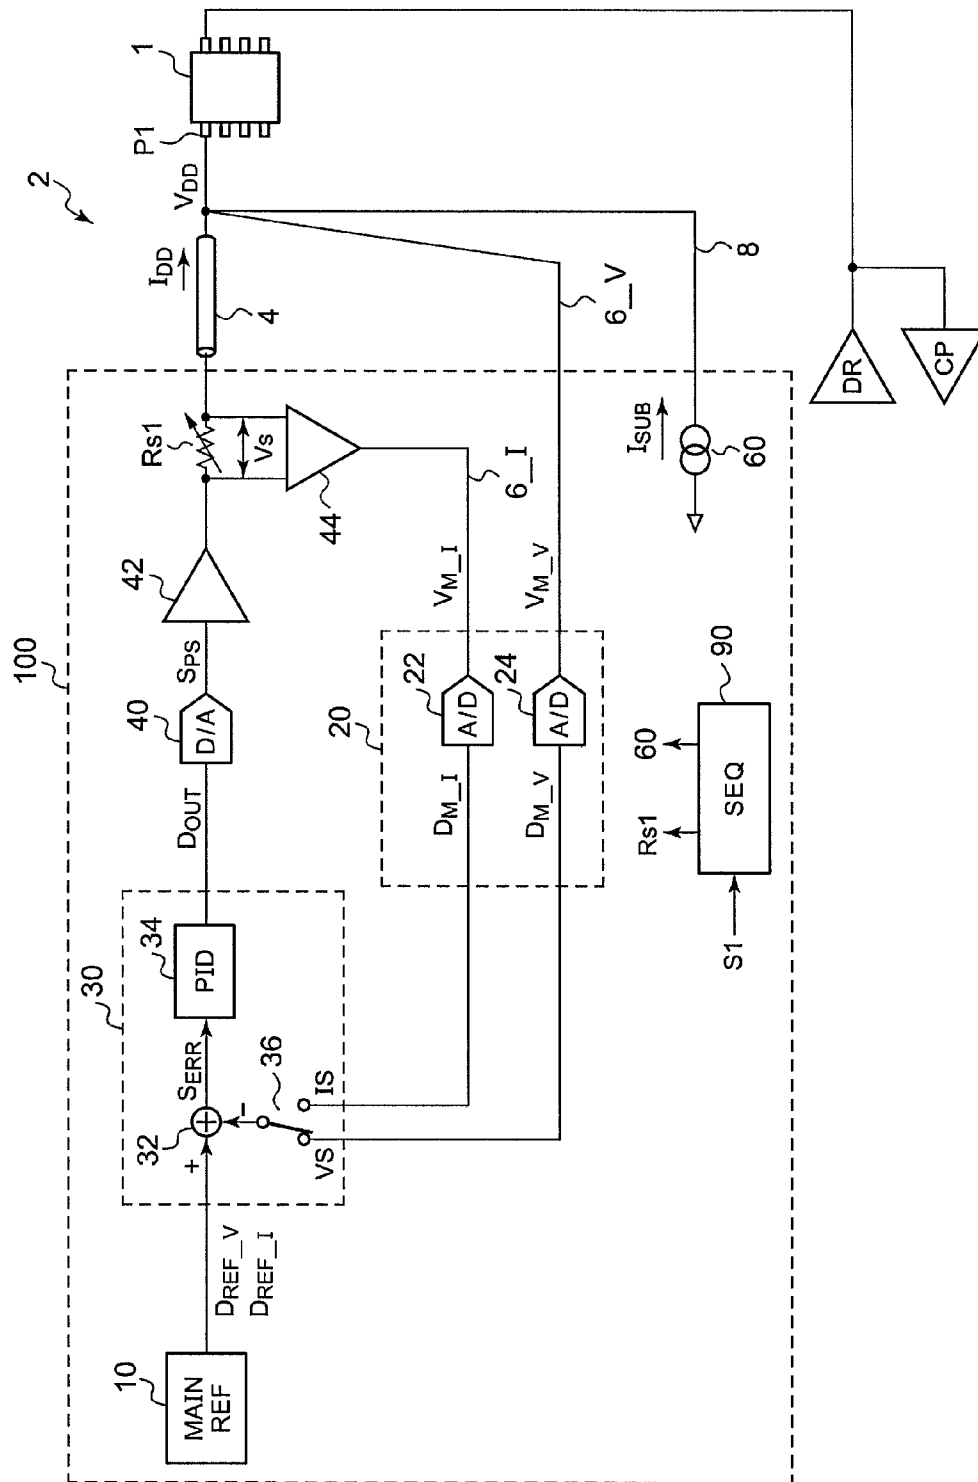 2
100
10
MAIN
REF
DREF_V
DREF_I
30
32
+
-
SERR
34
PID
36
VS
IS
DOUT
40
D/A
SPS
42
Rs1
Vs
44
4
IDD
VDD
P1
1
20
22
A/D
24
A/D
DM_I
DM_V
VM_I
VM_V
6_I
6_V
8
S1
SEQ
90
Rs1
60
ISUB
60
DR
CP